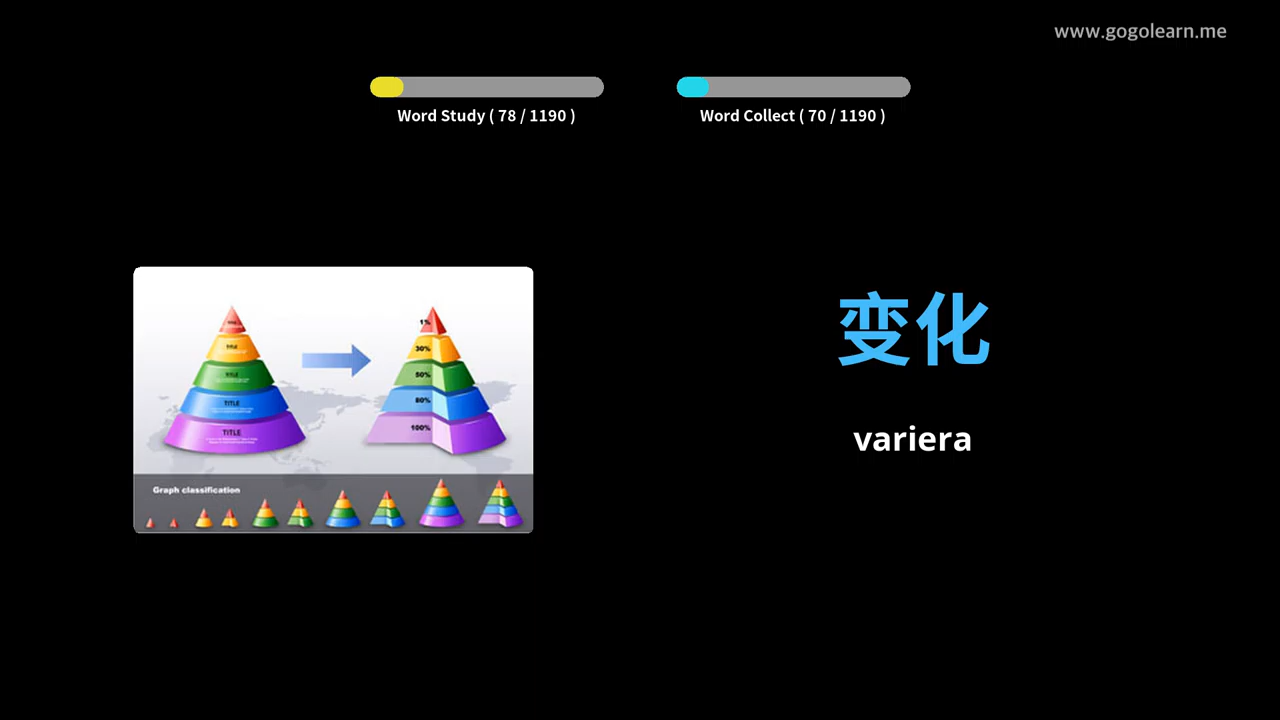 www.gogolearn.me
Word Study ( 78 / 1190 )
Word Collect ( 70 / 1190 )
变化
variera
TITLE
TITLE
TITLE
TITLE
1%
30%
50%
80%
100%
Graph classification